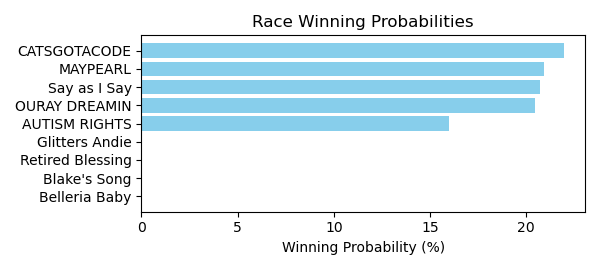 Race Winning Probabilities
CATSGOTACODE
MAYPEARL
Say as I Say
OURAY DREAMIN
AUTISM RIGHTS
Glitters Andie
Retired Blessing
Blake's Song
Belleria Baby
0 5 10 15 20
Winning Probability (%)